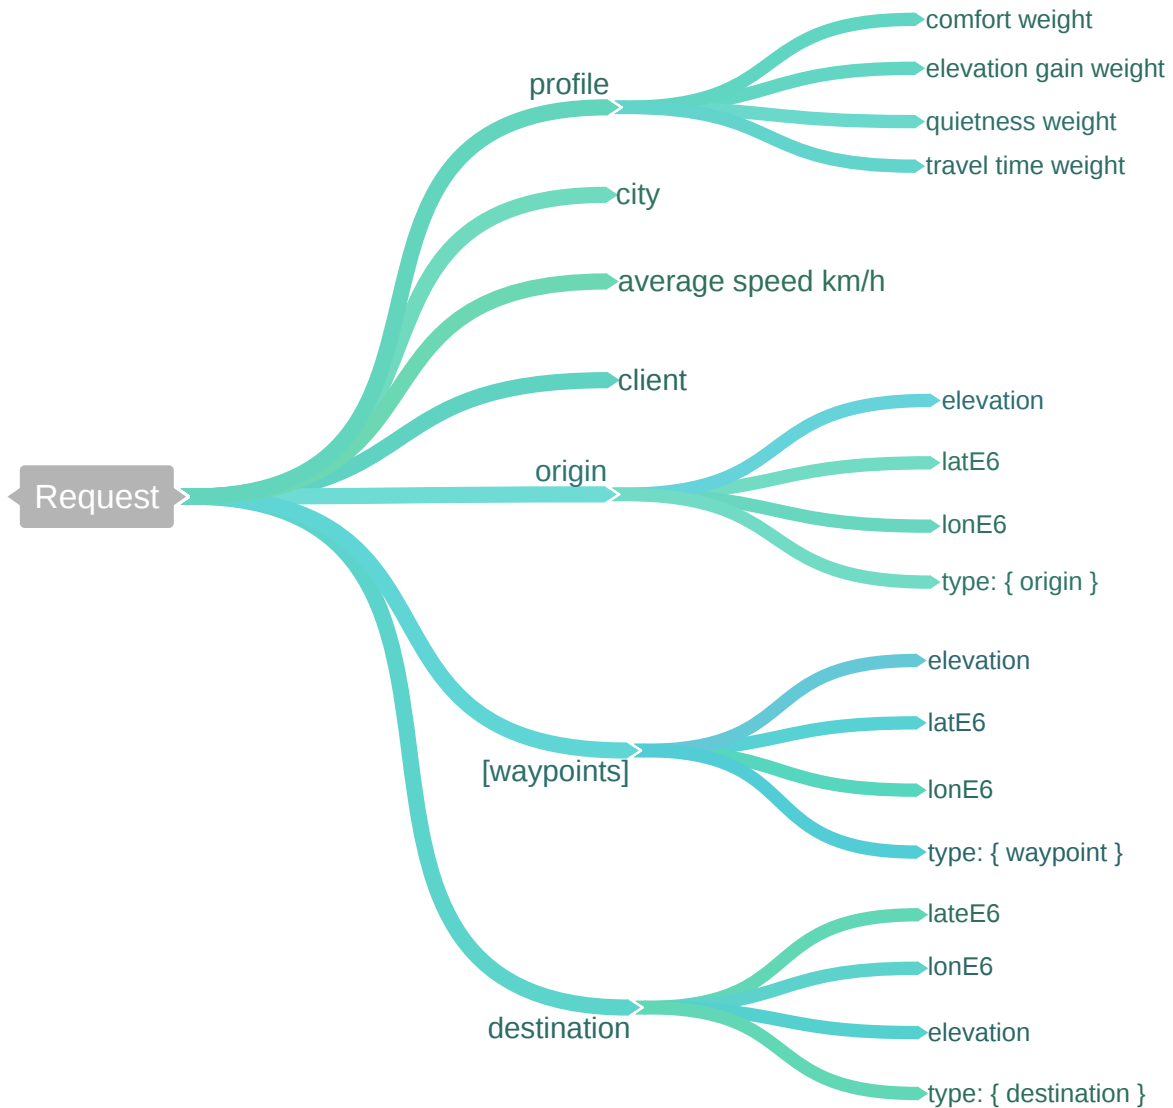 comfort weight
elevation gain weight
profile
quietness weight
travel time weight
city
average speed km/h
client
elevation
origin
latE6
Request
lonE6
type: { origin }
elevation
latE6
[waypoints]
lonE6
type: { waypoint }
lateE6
lonE6
destination
elevation
type: { destination }